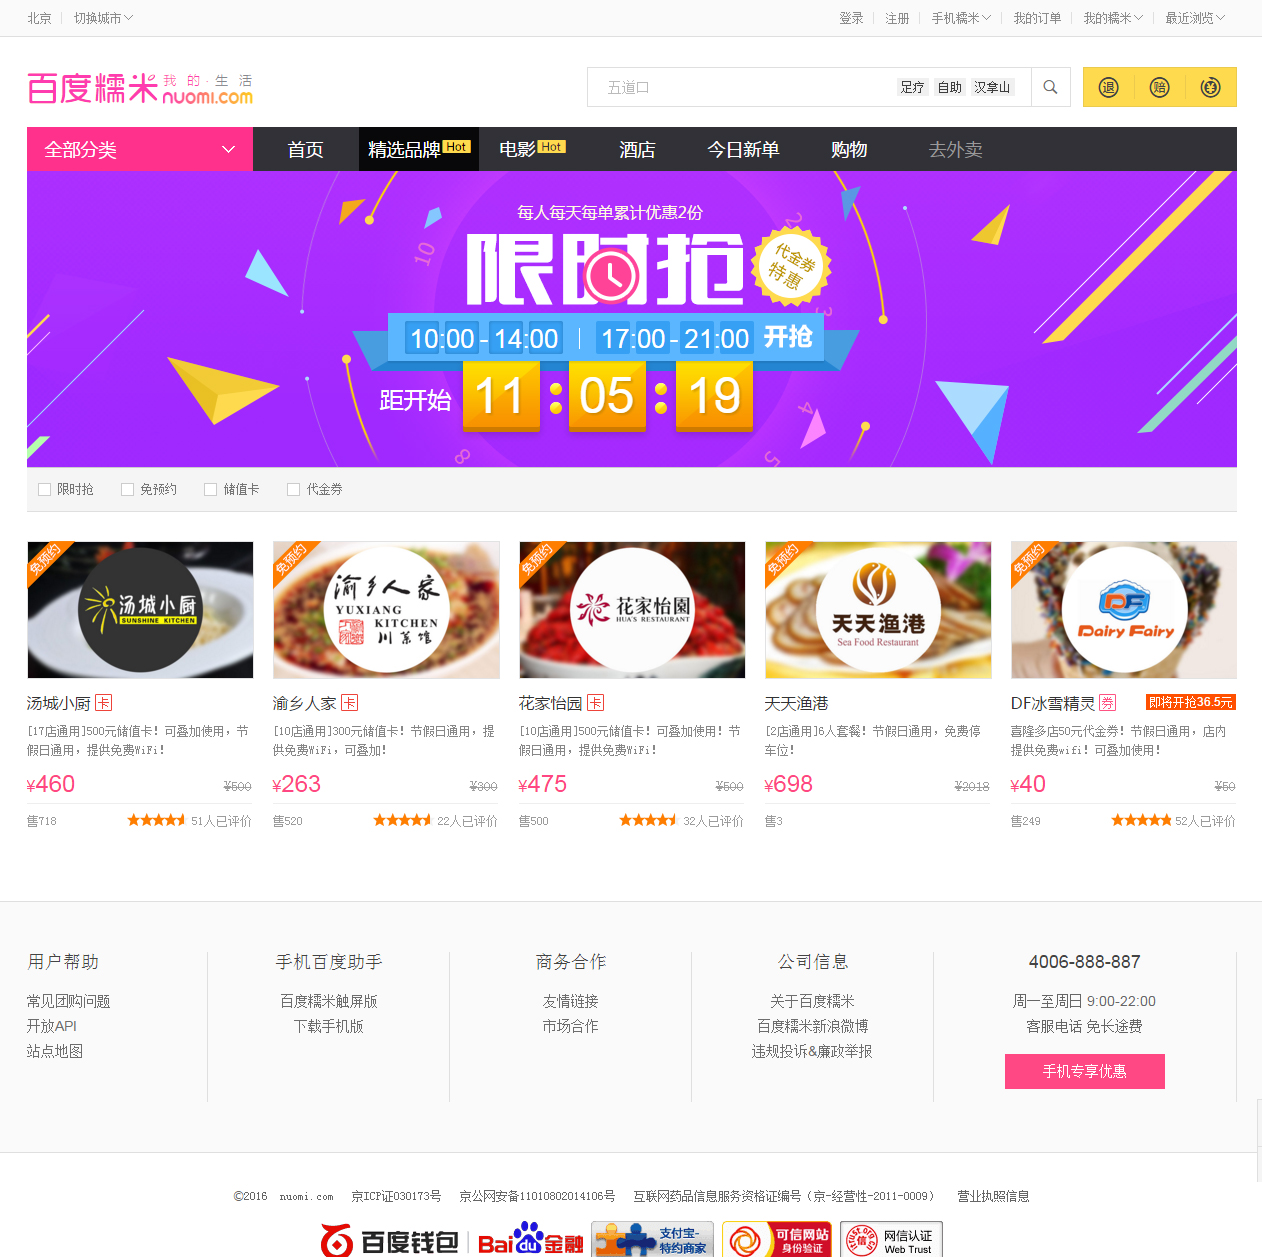 北京 切换城市 登录 注册 手机糯米 我的订单 我的糯米 最近浏览
百度糯米 我的·生活
nuomi.com
五道口 足疗 自助 汉拿山 退 赔
全部分类 首页 精选品牌 Hot 电影 Hot 酒店 今日新单 购物 去外卖
每人每天每单累计优惠2份
限时抢
代金券
特惠
10:00-14:00 17:00-21:00 开抢
距开始 11:05:19
10 2 3 4 5 8
限时抢 免预约 储值卡 代金券
免预约 免预约 免预约 免预约 免预约
汤城小厨
SUNSHINE KITCHEN
渝乡人家
YUXIANG
KITCHEN
川菜馆
花家怡園
HUA'S RESTAURANT
天天渔港
Sea Food Restaurant
DF
Dairy Fairy
汤城小厨 卡
[17店通用]500元储值卡！可叠加使用，节
假日通用，提供免费WiFi！
¥460 ¥500
售718 51人已评价
渝乡人家 卡
[10店通用]300元储值卡！节假日通用，提
供免费WiFi，可叠加！
¥263 ¥300
售520 22人已评价
花家怡园 卡
[10店通用]500元储值卡！可叠加使用！节
假日通用，提供免费WiFi！
¥475 ¥500
售500 32人已评价
天天渔港
[2店通用]6人套餐！节假日通用，免费停
车位！
¥698 ¥2018
售3
DF冰雪精灵 券 即将开抢36.5元
喜隆多店50元代金券！节假日通用，店内
提供免费wifi！可叠加使用！
¥40 ¥50
售249 52人已评价
用户帮助
常见团购问题
开放API
站点地图
手机百度助手
百度糯米触屏版
下载手机版
商务合作
友情链接
市场合作
公司信息
关于百度糯米
百度糯米新浪微博
违规投诉&廉政举报
4006-888-887
周一至周日 9:00-22:00
客服电话 免长途费
手机专享优惠
©2016 nuomi.com 京ICP证030173号 京公网安备11010802014106号 互联网药品信息服务资格证编号（京-经营性-2011-0009） 营业执照信息
百度钱包 Bai du 金融
支付宝-
特约商家
可信网站
身份验证
网信认证
Web Trust